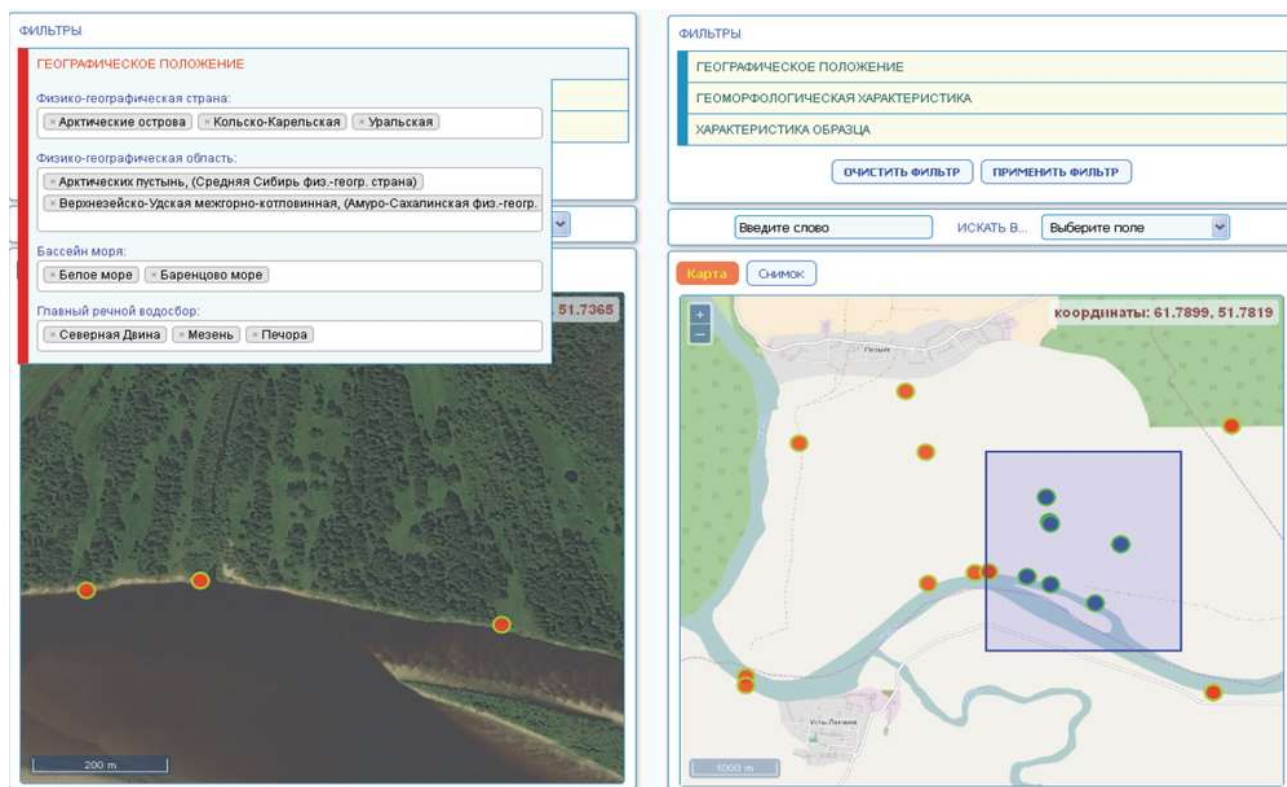 ФИЛЬТРЫ
ГЕОГРАФИЧЕСКОЕ ПОЛОЖЕНИЕ
Физико-географическая страна:
× Арктические острова × Кольско-Карельская × Уральская
Физико-географическая область:
× Арктических пустынь, (Средняя Сибирь физ.-геогр. страна)
× Верхнезейско-Удская межгорно-котловинная, (Амуро-Сахалинская физ.-геогр.
Бассейн моря:
× Белое море × Баренцово море
Главный речной водосбор:
× Северная Двина × Мезень × Печора
51.7365
200 m
ФИЛЬТРЫ
ГЕОГРАФИЧЕСКОЕ ПОЛОЖЕНИЕ
ГЕОМОРФОЛОГИЧЕСКАЯ ХАРАКТЕРИСТИКА
ХАРАКТЕРИСТИКА ОБРАЗЦА
ОЧИСТИТЬ ФИЛЬТР ПРИМЕНИТЬ ФИЛЬТР
Введите слово ИСКАТЬ В... Выберите поле
Карта Снимок
+
−
координаты: 61.7899, 51.7819
1000 m